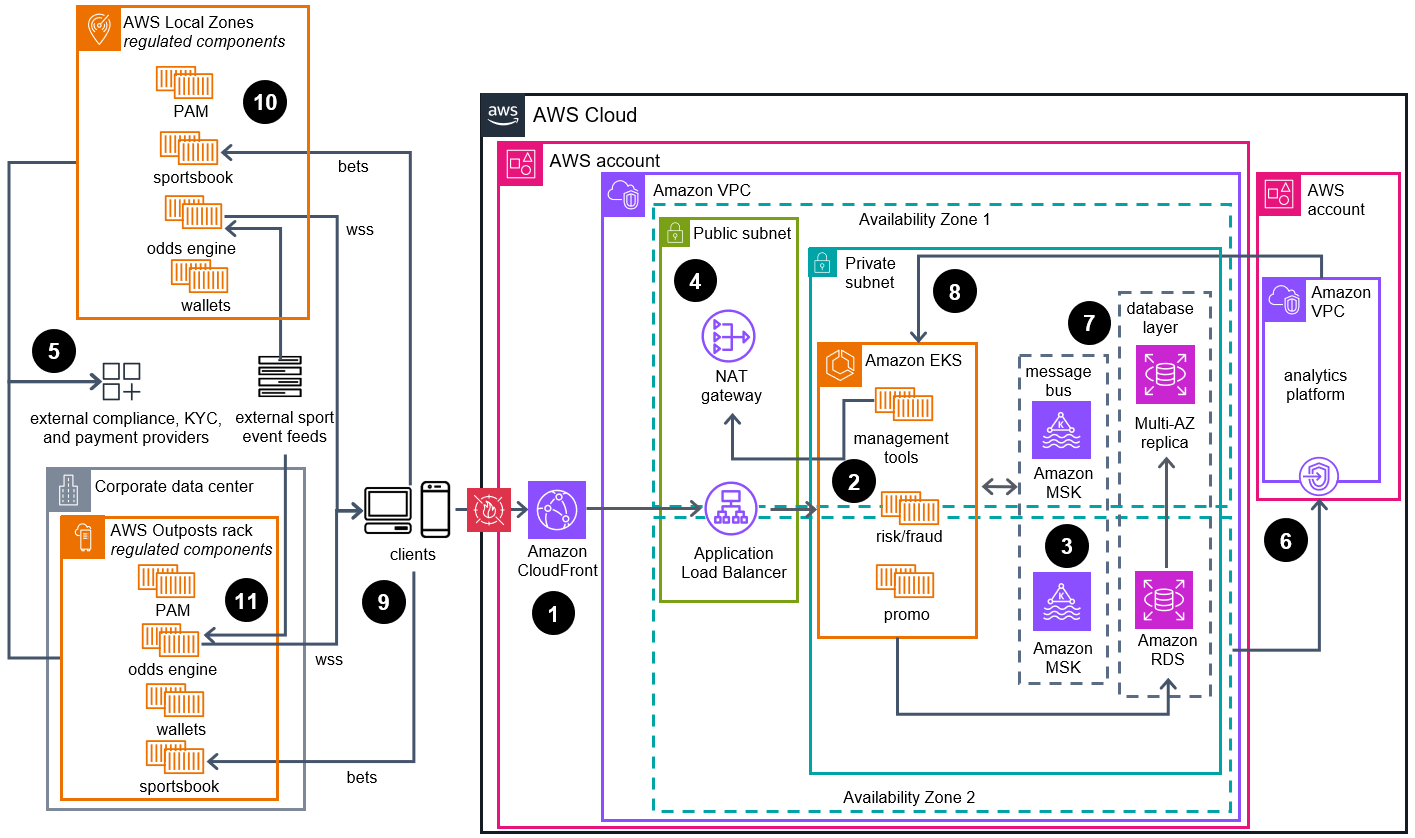 AWS Local Zones
regulated components
10
PAM
sportsbook
odds engine
wallets
bets
wss
5
external compliance, KYC,
and payment providers
external sport
event feeds
Corporate data center
AWS Outposts rack
regulated components
11
PAM
odds engine
wallets
sportsbook
wss
bets
clients
9
aws
AWS Cloud
AWS account
Amazon VPC
Availability Zone 1
Public subnet
4
NAT
gateway
Application
Load Balancer
Amazon
CloudFront
1
Private
subnet
8
Amazon EKS
management
tools
2
risk/fraud
promo
7
message
bus
K
Amazon
MSK
3
K
Amazon
MSK
database
layer
Multi-AZ
replica
Amazon
RDS
Availability Zone 2
AWS
account
Amazon
VPC
analytics
platform
6